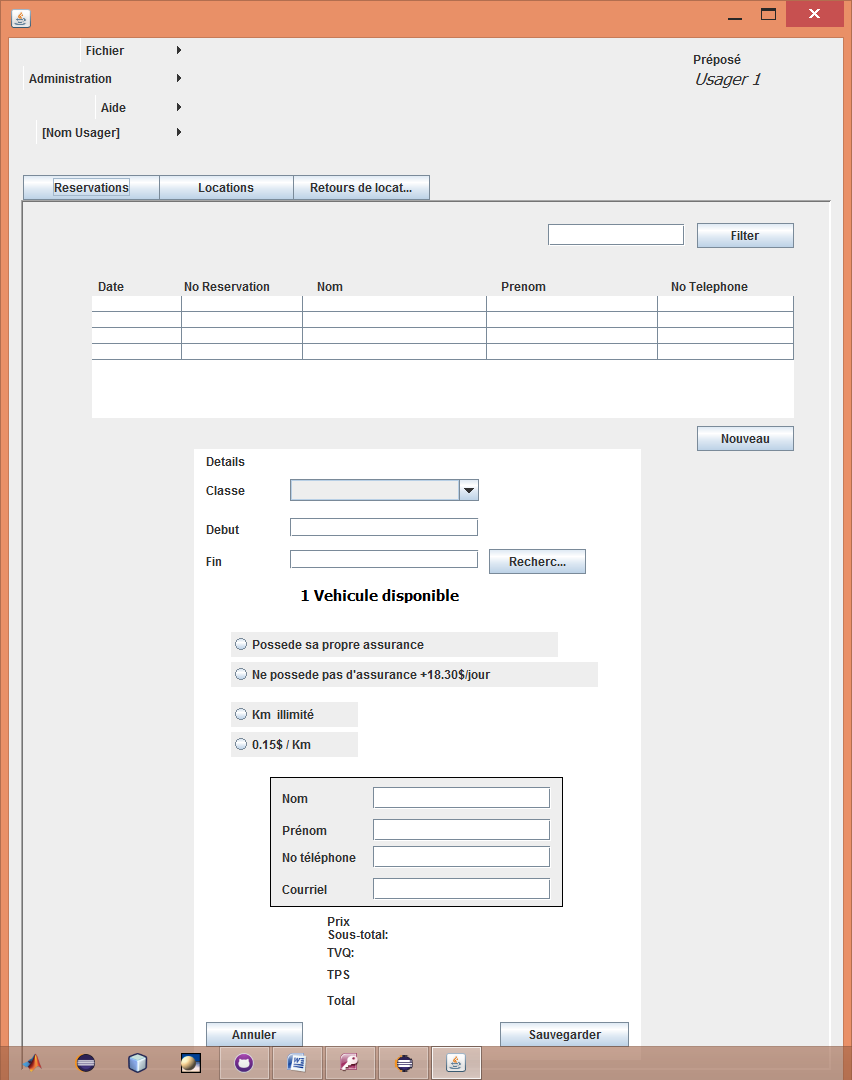 Fichier
Préposé
Administration
Usager 1
Aide
[Nom Usager]
Reservations Locations Retours de locat...
Filter
Date No Reservation Nom Prenom No Telephone
Nouveau
Details
Classe
Debut
Fin Recherc...
1 Vehicule disponible
Possede sa propre assurance
Ne possede pas d'assurance +18.30$/jour
Km illimité
0.15$ / Km
Nom
Prénom
No téléphone
Courriel
Prix
Sous-total:
TVQ:
TPS
Total
Annuler Sauvegarder